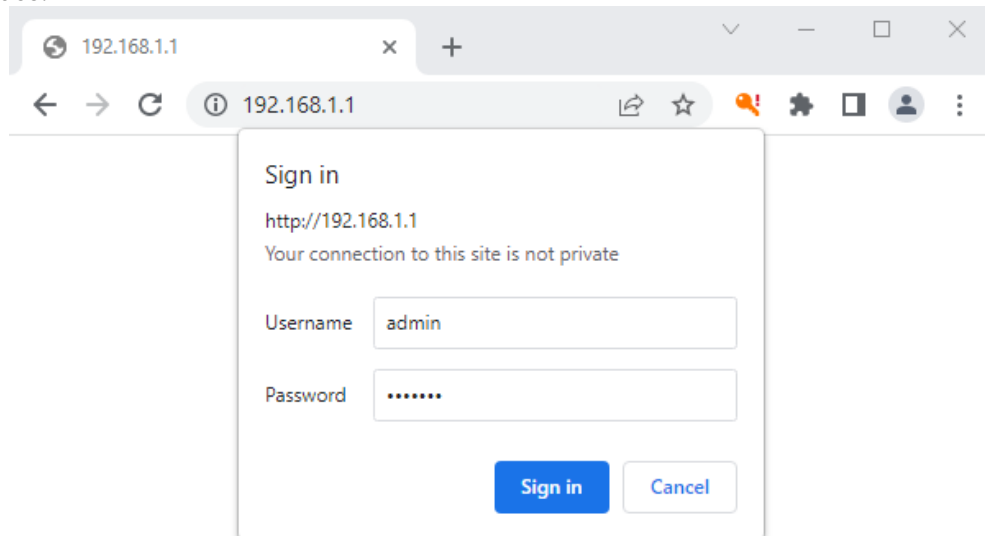 192.168.1.1
192.168.1.1
Sign in
http://192.168.1.1
Your connection to this site is not private
Username admin
Password •••••••
Sign in Cancel